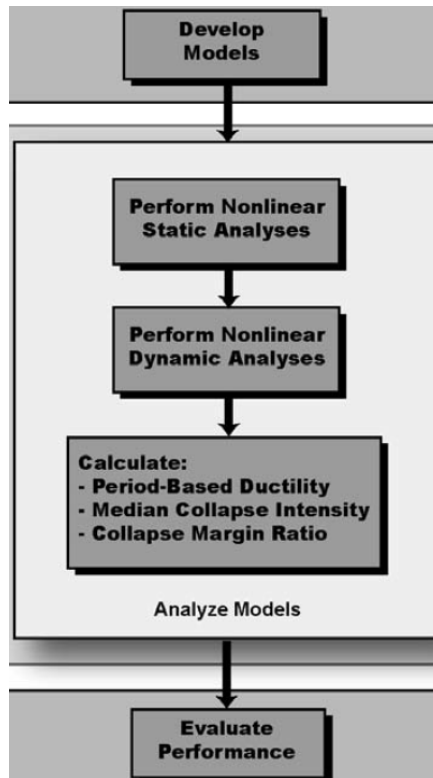 Develop
Models
Perform Nonlinear
Static Analyses
Perform Nonlinear
Dynamic Analyses
Calculate:
- Period-Based Ductility
- Median Collapse Intensity
- Collapse Margin Ratio
Analyze Models
Evaluate
Performance